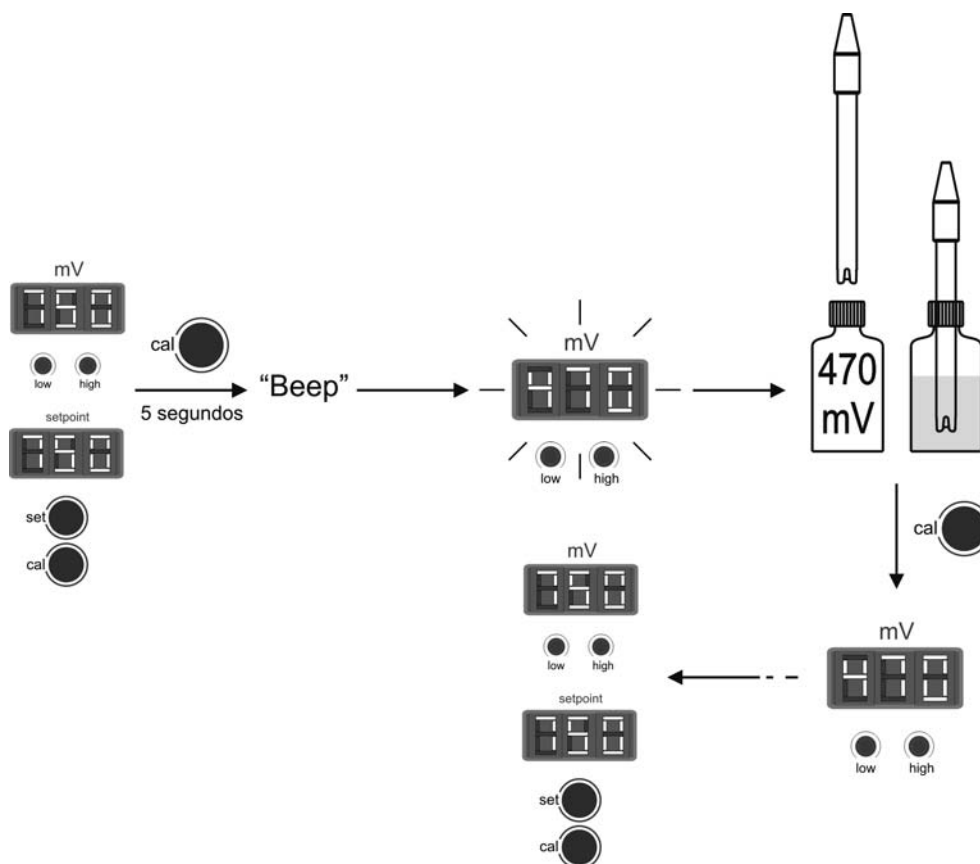 mV
low high
setpoint
set
cal
cal
5 segundos
“Beep”
mV
low high
470
mV
cal
mV
low high
mV
low high
setpoint
set
cal